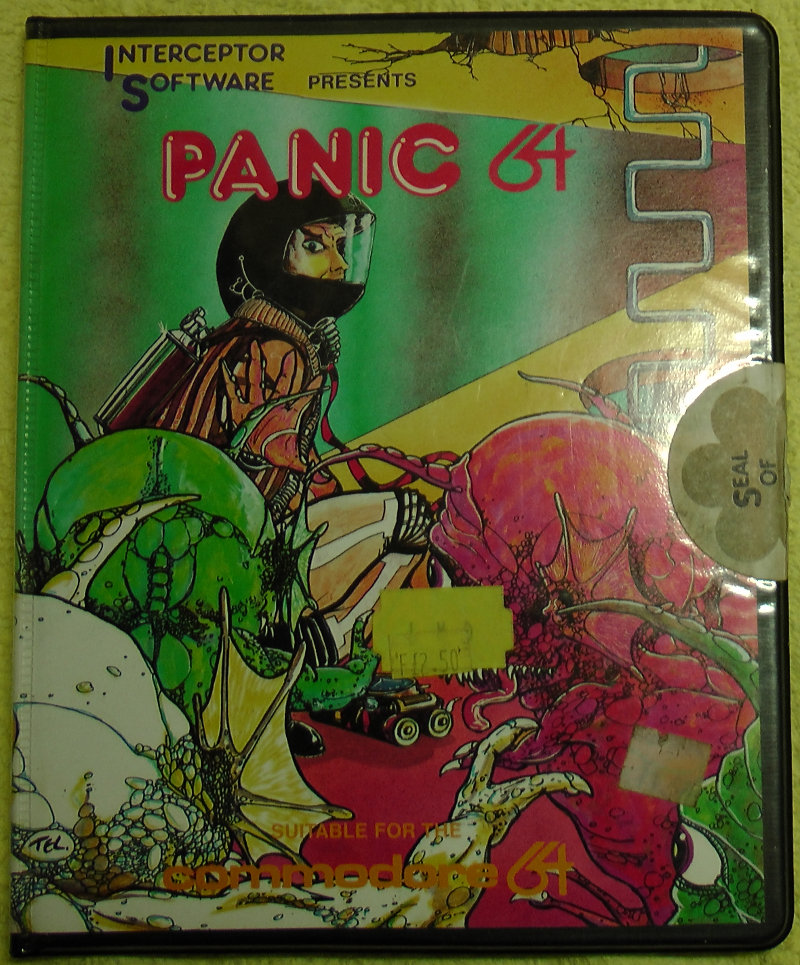 INTERCEPTOR
SOFTWARE PRESENTS
PANIC 64
SEAL
OF
SUITABLE FOR THE
commodore 64